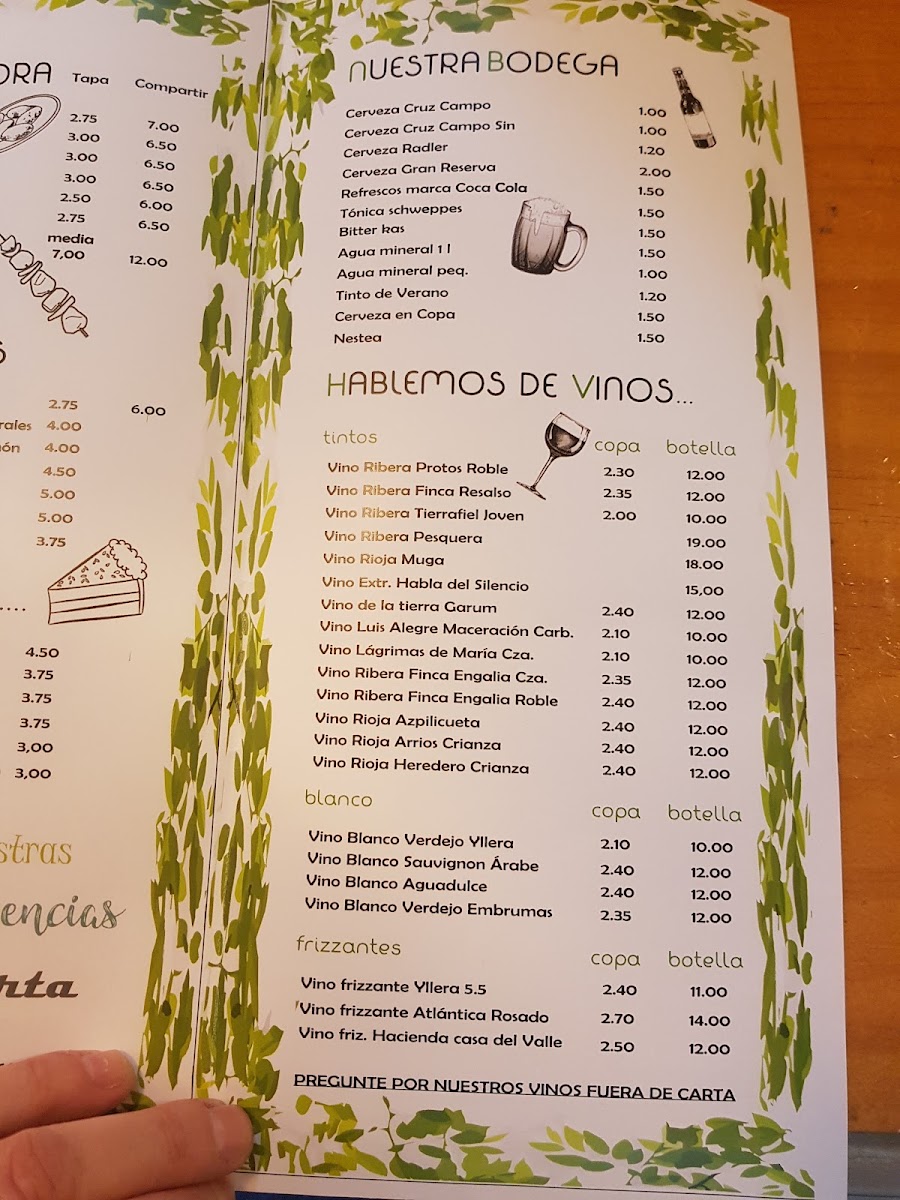 ORA Tapa Compartir
2.75 7.00
3.00 6.50
3.00 6.50
3.00 6.50
2.50 6.00
2.75 6.50
media
7,00 12.00
S
2.75 6.00
rales 4.00
ón 4.00
4.50
5.00
5.00
3.75
....
4.50
3.75
3.75
3.75
3,00
3,00
stras
encias
rta
NUESTRA BODEGA
Cerveza Cruz Campo 1.00
Cerveza Cruz Campo Sin 1.00
Cerveza Radler 1.20
Cerveza Gran Reserva 2.00
Refrescos marca Coca Cola 1.50
Tónica schweppes 1.50
Bitter kas 1.50
Agua mineral 1 l 1.50
Agua mineral peq. 1.00
Tinto de Verano 1.20
Cerveza en Copa 1.50
Nestea 1.50
HABLEMOS DE VINOS...
tintos copa botella
Vino Ribera Protos Roble 2.30 12.00
Vino Ribera Finca Resalso 2.35 12.00
Vino Ribera Tierrafiel Joven 2.00 10.00
Vino Ribera Pesquera 19.00
Vino Rioja Muga 18.00
Vino Extr. Habla del Silencio 15,00
Vino de la tierra Garum 2.40 12.00
Vino Luis Alegre Maceración Carb. 2.10 10.00
Vino Lágrimas de María Cza. 2.10 10.00
Vino Ribera Finca Engalia Cza. 2.35 12.00
Vino Ribera Finca Engalia Roble 2.40 12.00
Vino Rioja Azpilicueta 2.40 12.00
Vino Rioja Arrios Crianza 2.40 12.00
Vino Rioja Heredero Crianza 2.40 12.00
blanco copa botella
Vino Blanco Verdejo Yllera 2.10 10.00
Vino Blanco Sauvignon Árabe 2.40 12.00
Vino Blanco Aguadulce 2.40 12.00
Vino Blanco Verdejo Embrumas 2.35 12.00
frizzantes copa botella
Vino frizzante Yllera 5.5 2.40 11.00
Vino frizzante Atlántica Rosado 2.70 14.00
Vino friz. Hacienda casa del Valle 2.50 12.00
PREGUNTE POR NUESTROS VINOS FUERA DE CARTA